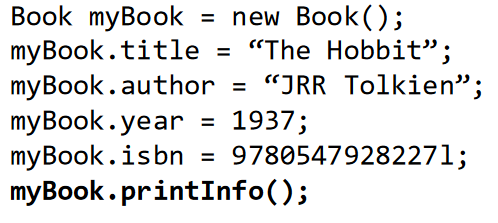 Book myBook = new Book();
myBook.title = “The Hobbit”;
myBook.author = “JRR Tolkien”;
myBook.year = 1937;
myBook.isbn = 9780547928227l;
myBook.printInfo();